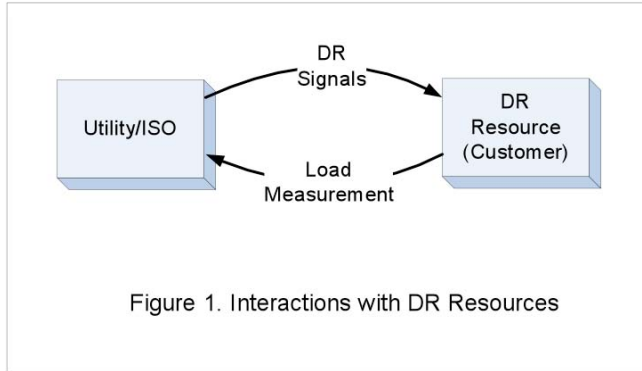 DR
Signals
Utility/ISO
DR
Resource
(Customer)
Load
Measurement
Figure 1. Interactions with DR Resources